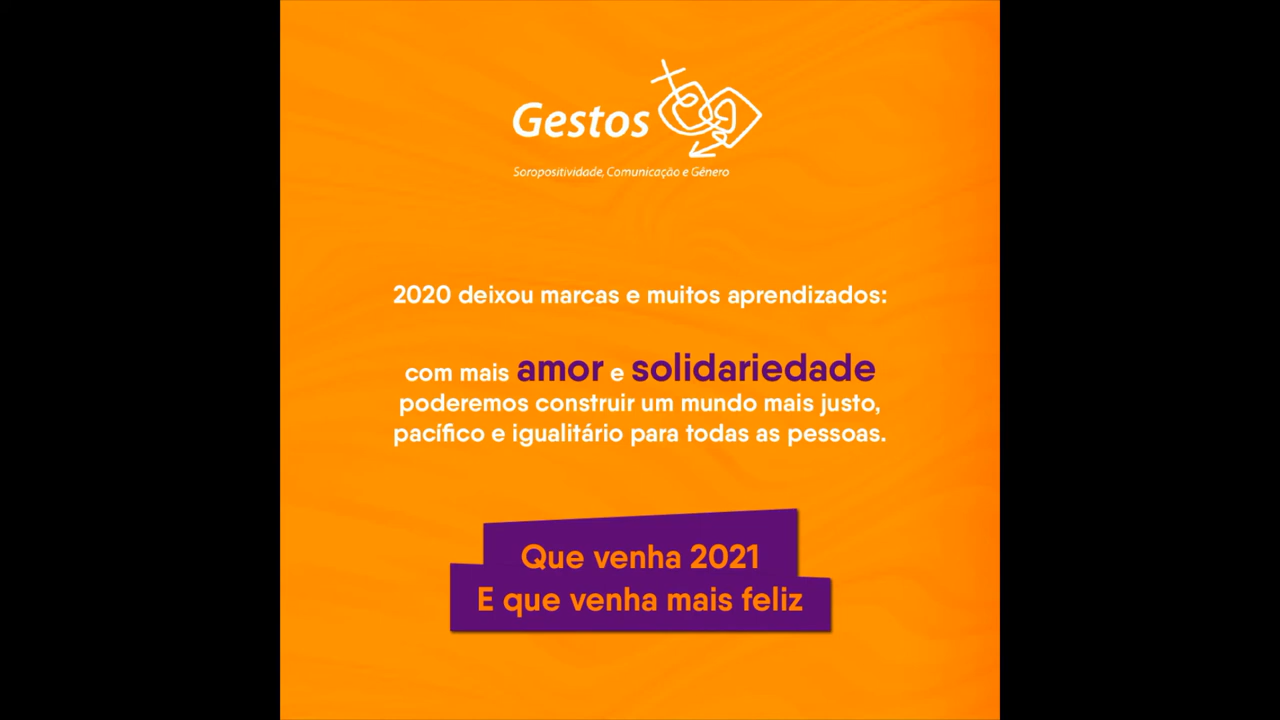 Gestos
Soropositividade, Comunicação e Gênero
2020 deixou marcas e muitos aprendizados:
com mais amor e solidariedade
poderemos construir um mundo mais justo,
pacífico e igualitário para todas as pessoas.
Que venha 2021
E que venha mais feliz